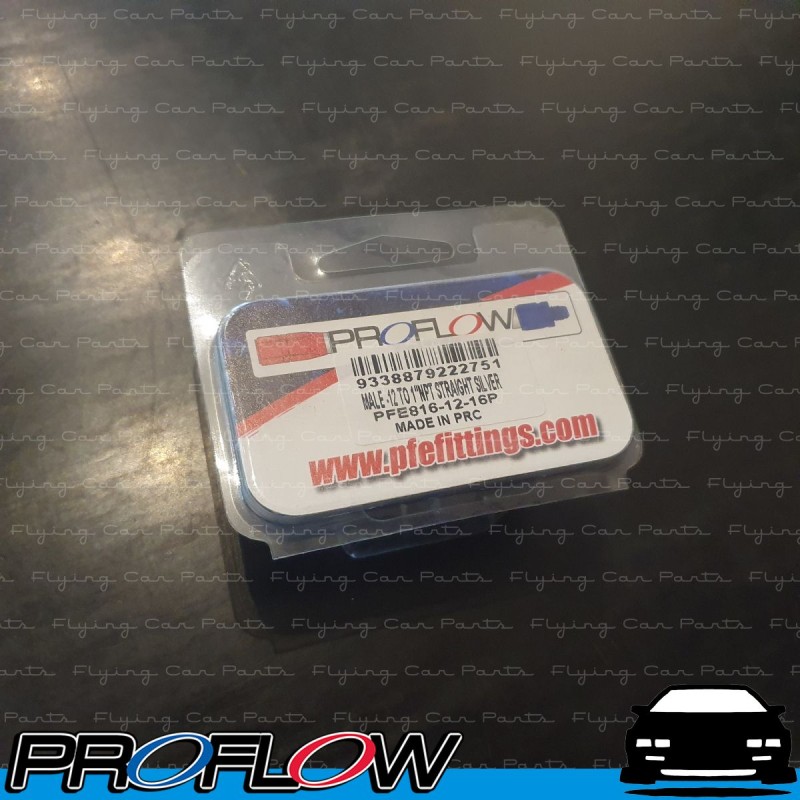 PROFLOW
9338879222751
MALE -12 TO 1"NPT STRAIGHT SILVER
PFE816-12-16P
MADE IN PRC
www.pfefittings.com
Flying Car Parts
PROFLOW